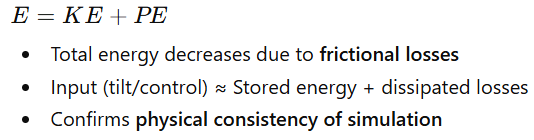 E = KE + PE
• Total energy decreases due to frictional losses
• Input (tilt/control) ≈ Stored energy + dissipated losses
• Confirms physical consistency of simulation